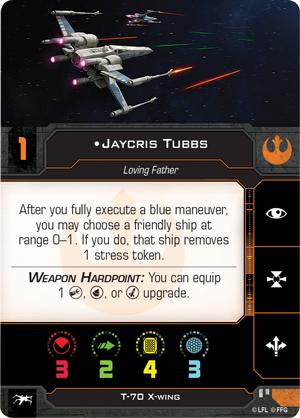 1
•Jaycris Tubbs
Loving Father
After you fully execute a blue maneuver,
you may choose a friendly ship at
range 0–1. If you do, that ship removes
1 stress token.
Weapon Hardpoint: You can equip
1 , , or upgrade.
3 2 4 3
T-70 X-wing
© LFL © FFG